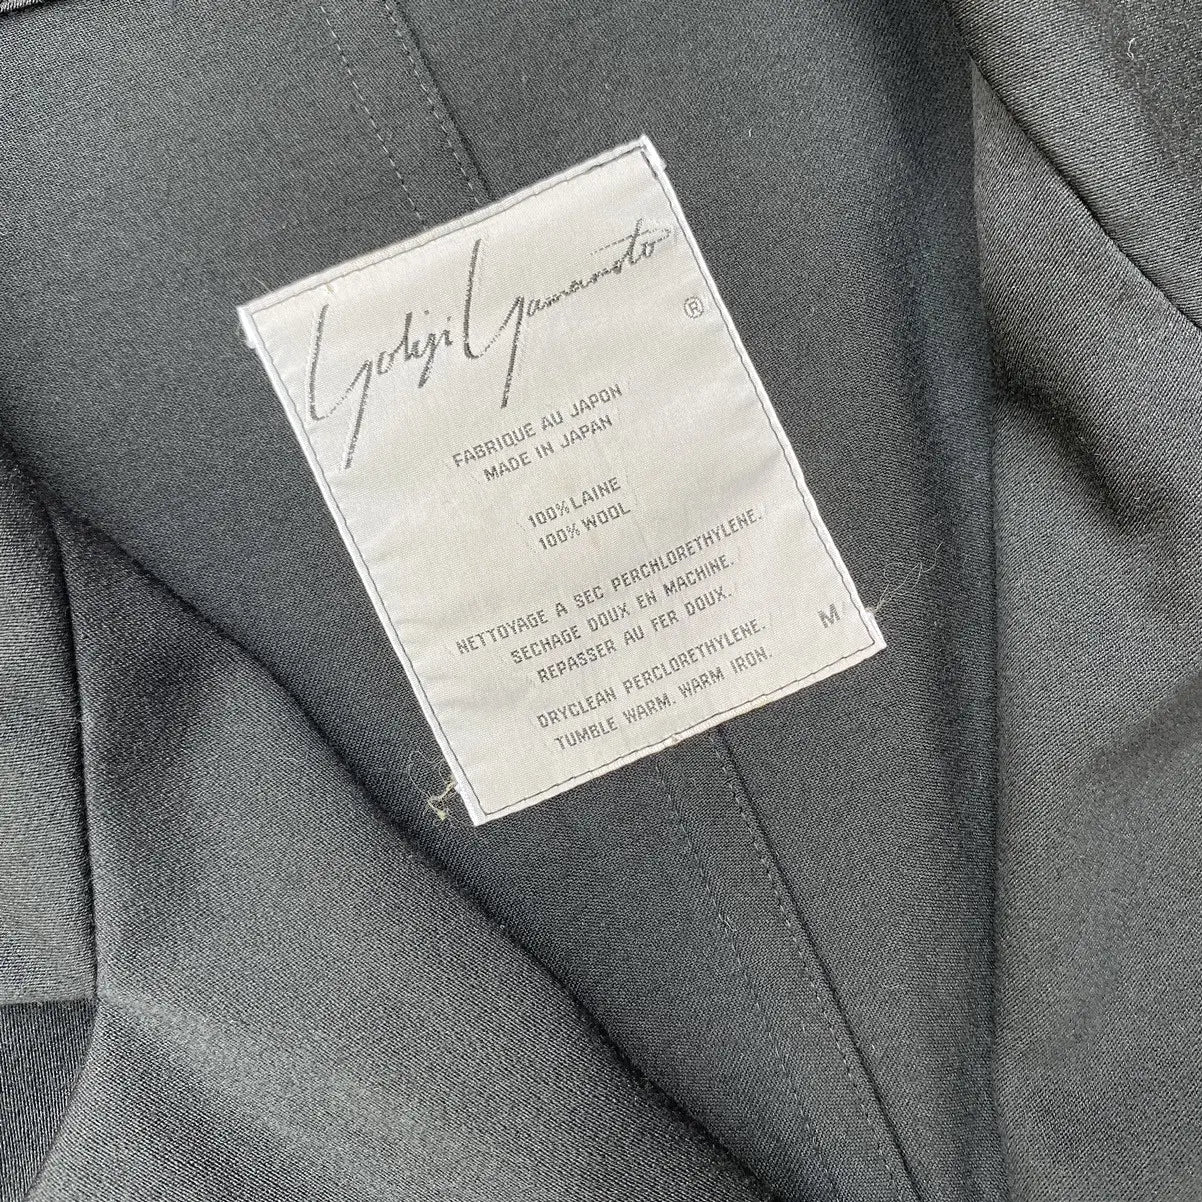 Yohji Yamamoto
®
FABRIQUE AU JAPON
MADE IN JAPAN
100% LAINE
100% WOOL
NETTOYAGE A SEC PERCHLORETHYLENE.
SECHAGE DOUX EN MACHINE.
REPASSER AU FER DOUX.
M
DRYCLEAN PERCLORETHYLENE.
TUMBLE WARM. WARM IRON.